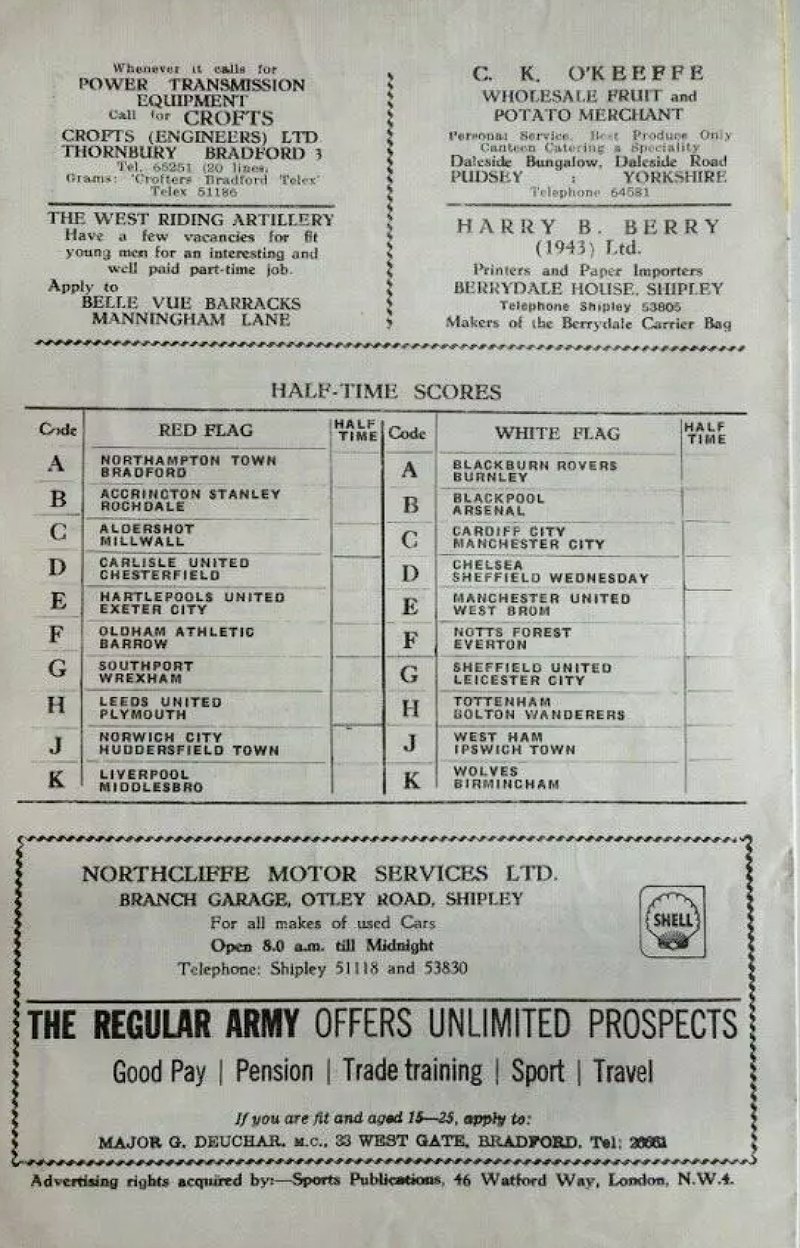 Whenever it calls for
POWER TRANSMISSION
EQUIPMENT
Call for CROFTS
CROFTS (ENGINEERS) LTD
THORNBURY BRADFORD 3
Tel. 65251 (20 lines,
Grams: 'Crofters Bradford Telex'
Telex 51186
THE WEST RIDING ARTILLERY
Have a few vacancies for fit
young men for an interesting and
well paid part-time job.
Apply to
BELLE VUE BARRACKS
MANNINGHAM LANE
C. K. O'KEEFFE
WHOLESALE FRUIT and
POTATO MERCHANT
Personal Service. Best Produce Only
Canteen Catering a Speciality
Daleside Bungalow, Daleside Road
PUDSEY : YORKSHIRE
Telephone 64581
HARRY B. BERRY
(1943) Ltd.
Printers and Paper Importers
BERRYDALE HOUSE, SHIPLEY
Telephone Shipley 53805
Makers of the Berrydale Carrier Bag
HALF-TIME SCORES
Code RED FLAG HALF TIME
A NORTHAMPTON TOWN
BRADFORD
B ACCRINGTON STANLEY
ROCHDALE
C ALDERSHOT
MILLWALL
D CARLISLE UNITED
CHESTERFIELD
E HARTLEPOOLS UNITED
EXETER CITY
F OLDHAM ATHLETIC
BARROW
G SOUTHPORT
WREXHAM
H LEEDS UNITED
PLYMOUTH
J NORWICH CITY
HUDDERSFIELD TOWN
K LIVERPOOL
MIDDLESBRO
Code WHITE FLAG HALF TIME
A BLACKBURN ROVERS
BURNLEY
B BLACKPOOL
ARSENAL
C CARDIFF CITY
MANCHESTER CITY
D CHELSEA
SHEFFIELD WEDNESDAY
E MANCHESTER UNITED
WEST BROM
F NOTTS FOREST
EVERTON
G SHEFFIELD UNITED
LEICESTER CITY
H TOTTENHAM
BOLTON WANDERERS
J WEST HAM
IPSWICH TOWN
K WOLVES
BIRMINGHAM
NORTHCLIFFE MOTOR SERVICES LTD.
BRANCH GARAGE, OTLEY ROAD, SHIPLEY
For all makes of used Cars
Open 8.0 a.m. till Midnight
Telephone: Shipley 51118 and 53830
SHELL
THE REGULAR ARMY OFFERS UNLIMITED PROSPECTS
Good Pay | Pension | Trade training | Sport | Travel
If you are fit and aged 15—25, apply to:
MAJOR G. DEUCHAR, M.C., 33 WEST GATE, BRADFORD. Tel:
Advertising rights acquired by:—Sports Publications, 46 Watford Way, London, N.W.4.